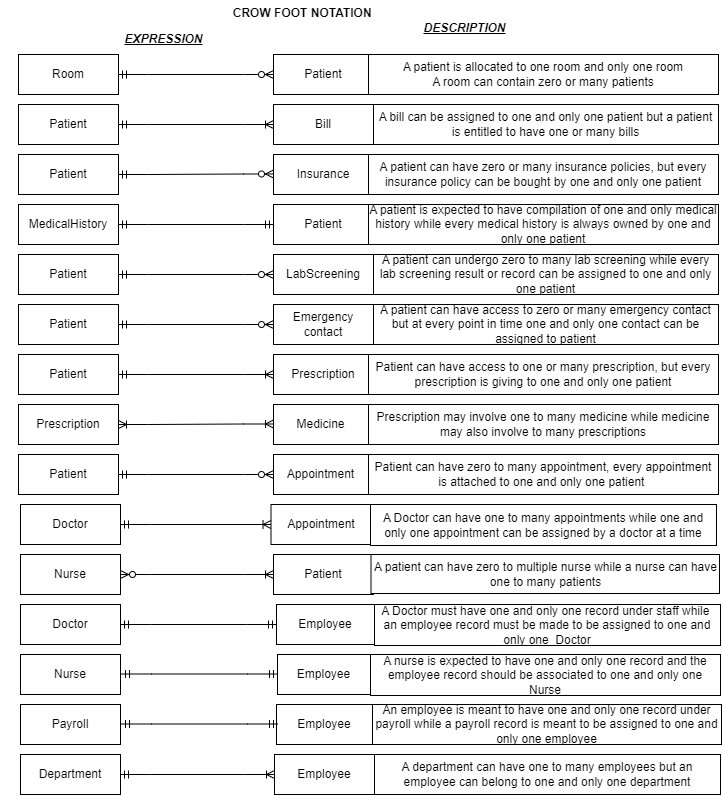 CROW FOOT NOTATION
EXPRESSION
DESCRIPTION
Room
Patient
A patient is allocated to one room and only one room
A room can contain zero or many patients
Patient
Bill
A bill can be assigned to one and only one patient but a patient
is entitled to have one or many bills
Patient
Insurance
A patient can have zero or many insurance policies, but every
insurance policy can be bought by one and only one patient
MedicalHistory
Patient
A patient is expected to have compilation of one and only medical
history while every medical history is always owned by one and
only one patient
Patient
LabScreening
A patient can undergo zero to many lab screening while every
lab screening result or record can be assigned to one and only
one patient
Patient
Emergency
contact
A patient can have access to zero or many emergency contact
but at every point in time one and only one contact can be
assigned to patient
Patient
Prescription
Patient can have access to one or many prescription, but every
prescription is giving to one and only one patient
Prescription
Medicine
Prescription may involve one to many medicine while medicine
may also involve to many prescriptions
Patient
Appointment
Patient can have zero to many appointment, every appointment
is attached to one and only one patient
Doctor
Appointment
A Doctor can have one to many appointments while one and
only one appointment can be assigned by a doctor at a time
Nurse
Patient
A patient can have zero to multiple nurse while a nurse can have
one to many patients
Doctor
Employee
A Doctor must have one and only one record under staff while
an employee record must be made to be assigned to one and
only one Doctor
Nurse
Employee
A nurse is expected to have one and only one record and the
employee record should be associated to one and only one
Nurse
Payroll
Employee
An employee is meant to have one and only one record under
payroll while a payroll record is meant to be assigned to one and
only one employee
Department
Employee
A department can have one to many employees but an
employee can belong to one and only one department